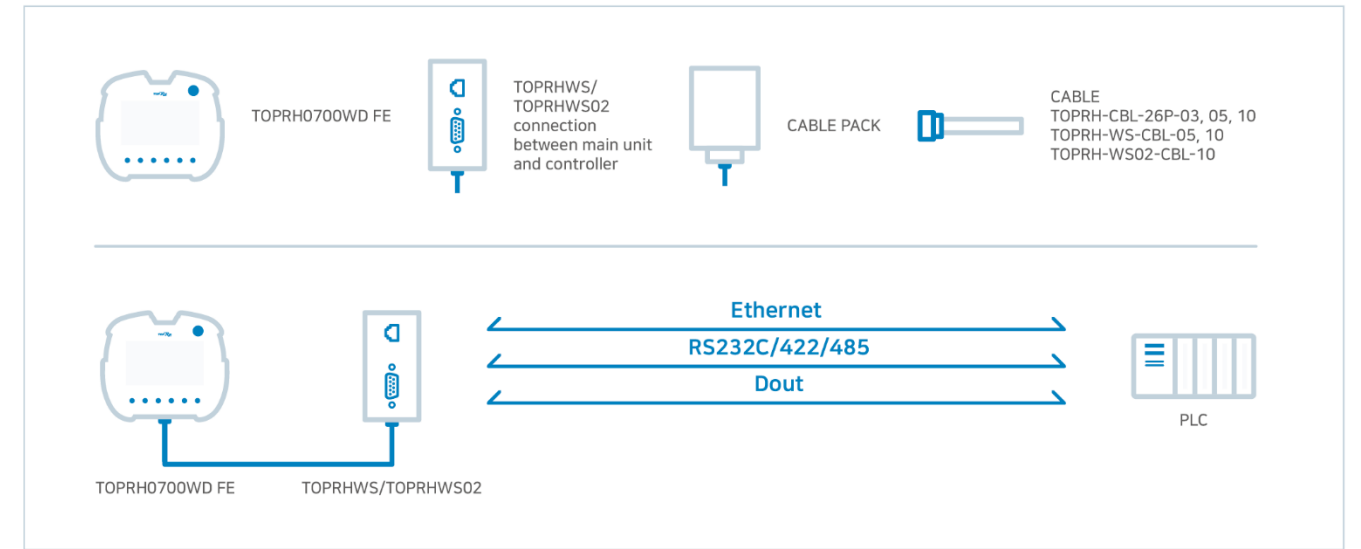 TOPRH0700WD FE
TOPRHWS/
TOPRHWS02
connection
between main unit
and controller
CABLE PACK
CABLE
TOPRH-CBL-26P-03, 05, 10
TOPRH-WS-CBL-05, 10
TOPRH-WS02-CBL-10
Ethernet
RS232C/422/485
Dout
PLC
TOPRH0700WD FE
TOPRHWS/TOPRHWS02